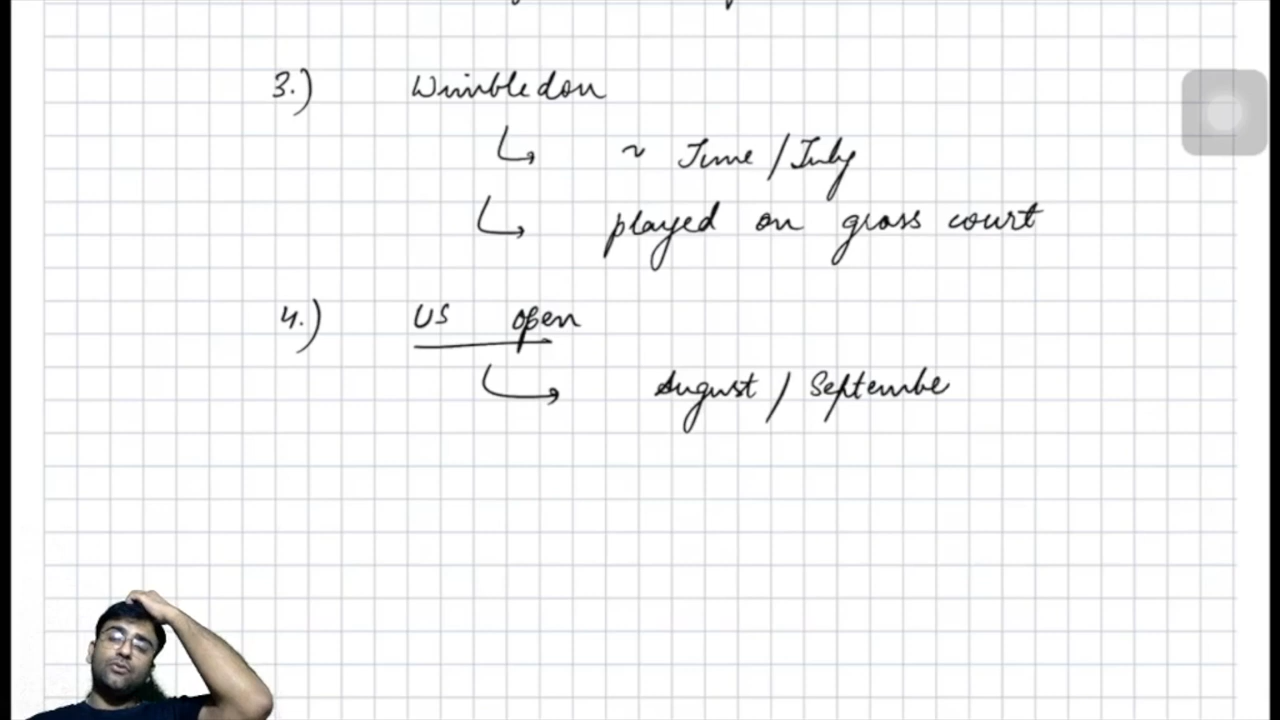 3.) Wimbledon
~ June/July
played on grass court
4.) US open
August / Septembe